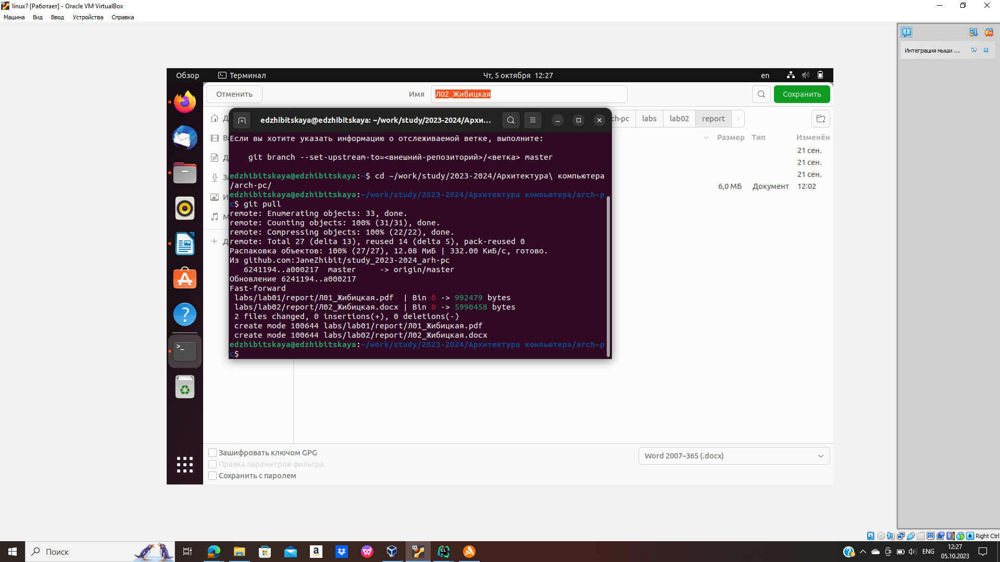 linux? [Работает] - Oracle VM VirtualBox
Машина Вид Ввод Устройства Справка
Интеграция мыши ...
Обзор Терминал Чт, 5 октября 12:27 en
Отменить Имя Л02_Жибицкая Сохранить
edzhibitskaya@edzhibitskaya: ~/work/study/2023-2024/Архи...
ch-pc labs lab02 report
Размер Тип Изменён
21 сен.
21 сен.
21 сен.
6,0 МБ Документ 12:02
Если вы хотите указать информацию о отслеживаемой ветке, выполните:
git branch --set-upstream-to=<внешний-репозиторий>/<ветка> master
edzhibitskaya@edzhibitskaya:~$ cd ~/work/study/2023-2024/Архитектура\ компьютера
/arch-pc/
edzhibitskaya@edzhibitskaya:~/work/study/2023-2024/Архитектура компьютера/arch-p
c$ git pull
remote: Enumerating objects: 33, done.
remote: Counting objects: 100% (31/31), done.
remote: Compressing objects: 100% (22/22), done.
remote: Total 27 (delta 13), reused 14 (delta 5), pack-reused 0
Распаковка объектов: 100% (27/27), 12.08 МиБ | 332.00 КиБ/с, готово.
Из github.com:JaneZhibit/study_2023-2024_arh-pc
6241194..a000217 master -> origin/master
Обновление 6241194..a000217
Fast-forward
labs/lab01/report/Л01_Жибицкая.pdf | Bin 0 -> 992479 bytes
labs/lab02/report/Л02_Жибицкая.docx | Bin 0 -> 5990458 bytes
2 files changed, 0 insertions(+), 0 deletions(-)
create mode 100644 labs/lab01/report/Л01_Жибицкая.pdf
create mode 100644 labs/lab02/report/Л02_Жибицкая.docx
edzhibitskaya@edzhibitskaya:~/work/study/2023-2024/Архитектура компьютера/arch-p
c$
Зашифровать ключом GPG
Правка параметров фильтра
Сохранить с паролем
Word 2007–365 (.docx)
Right Ctrl
Поиск
ENG
12:27
05.10.2023